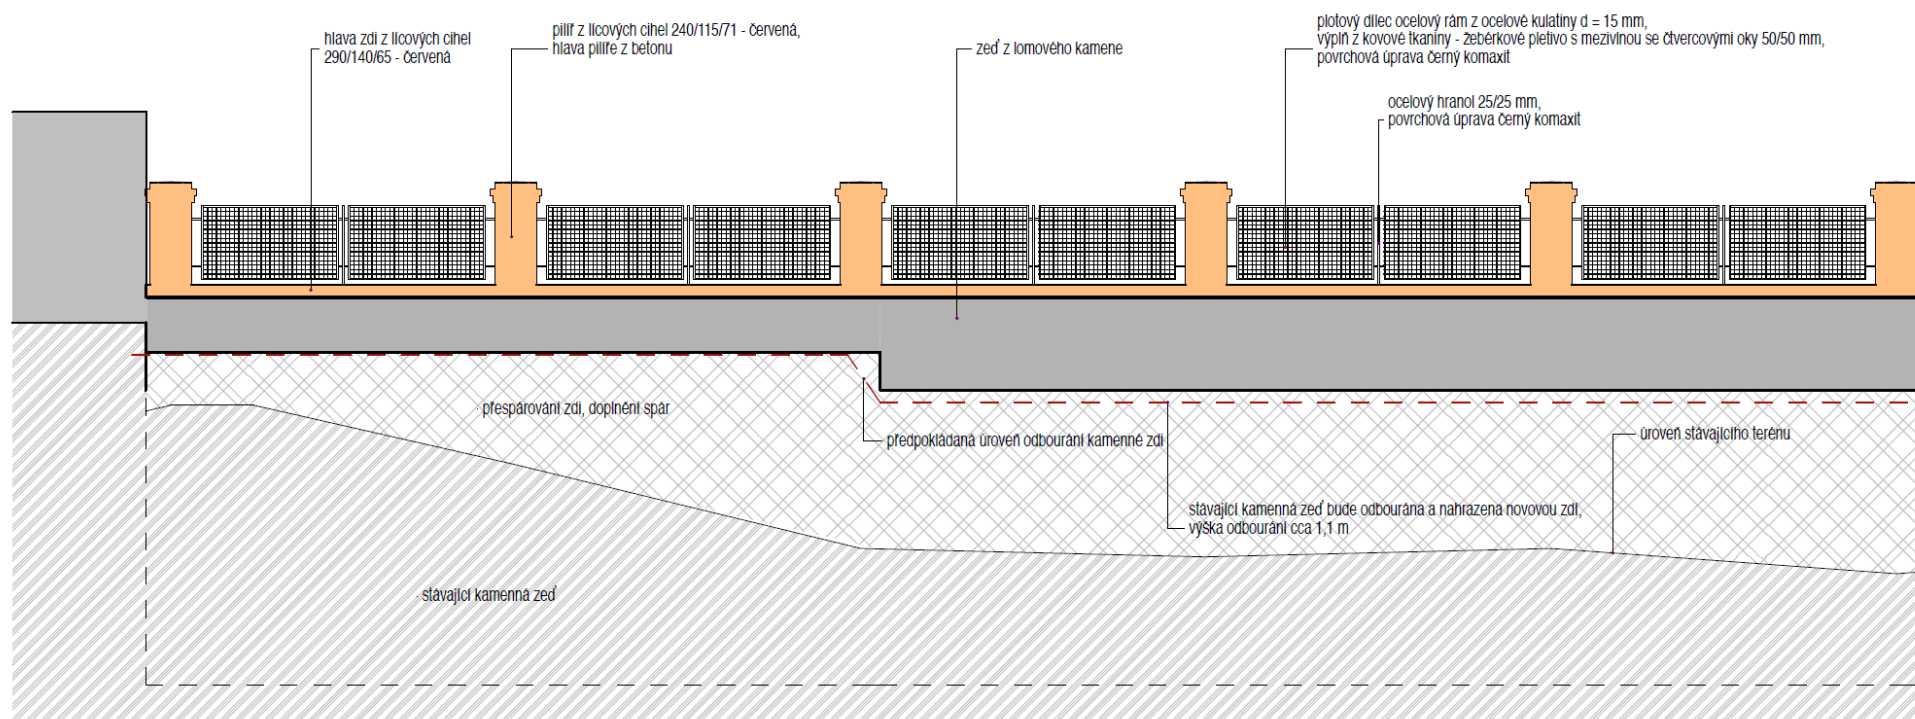 hlava zdi z lícových cihel
290/140/65 - červená
pilíř z lícových cihel 240/115/71 - červená,
hlava pilíře z betonu
zeď z lomového kamene
plotový dílec ocelový rám z ocelové kulatiny d = 15 mm,
výplň z kovové tkaniny - žebérkové pletivo s mezivlnou se čtvercovými oky 50/50 mm,
povrchová úprava černý komaxit
ocelový hranol 25/25 mm,
povrchová úprava černý komaxit
přespárování zdi, doplnění spár
předpokládaná úroveň odbourání kamenné zdi
úroveň stávajícího terénu
stávající kamenná zeď bude odbourána a nahrazena novovou zdí,
výška odbourání cca 1,1 m
stávající kamenná zeď